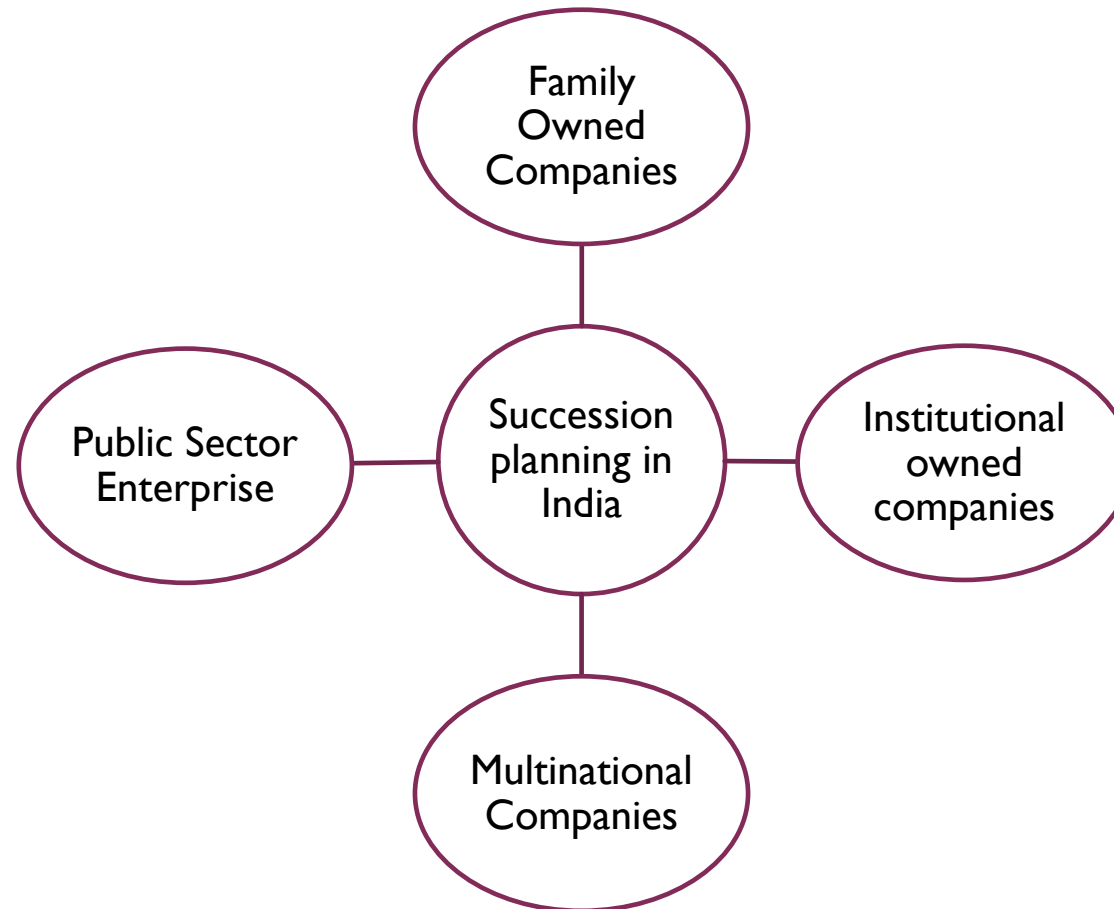 Family
Owned
Companies
Public Sector
Enterprise
Succession
planning in
India
Institutional
owned
companies
Multinational
Companies